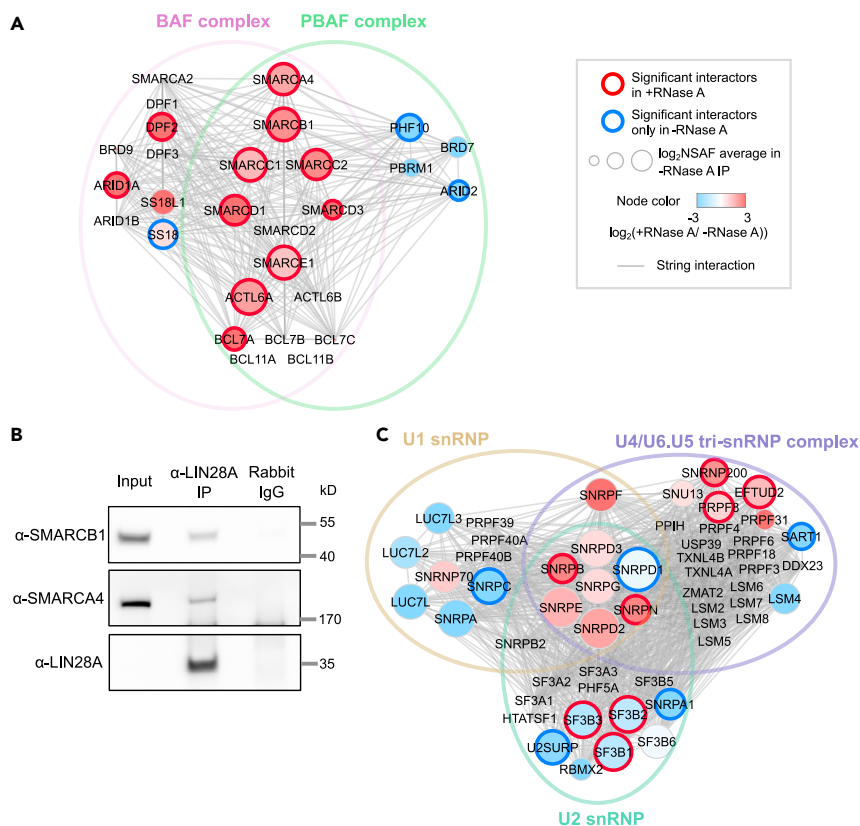 A
BAF complex
PBAF complex
SMARCA2
SMARCA4
DPF1
DPF2
SMARCB1
PHF10
BRD7
BRD9
DPF3
SMARCC1
SMARCC2
PBRM1
ARID1A
ARID2
SS18L1
SMARCD1
SMARCD3
ARID1B
SS18
SMARCD2
SMARCE1
ACTL6A
ACTL6B
BCL7A
BCL7B
BCL7C
BCL11A
BCL11B
Significant interactors
in +RNase A
Significant interactors
only in -RNase A
log2NSAF average in
-RNase A IP
Node color
-3
3
log2(+RNase A/ -RNase A))
String interaction
B
Input
α-LIN28A
IP
Rabbit
IgG
kD
α-SMARCB1
55
40
α-SMARCA4
170
α-LIN28A
35
C
U1 snRNP
U4/U6.U5 tri-snRNP complex
SNRNP200
SNRPF
SNU13
EFTUD2
PRPF8
LUC7L3
PRPF39
PPIH
PRPF4
PRPF31
PRPF40A
SNRPD3
USP39
PRPF6
SART1
LUC7L2
PRPF40B
TXNL4B
PRPF18
SNRNP70
SNRPB
SNRPD1
TXNL4A
PRPF3
DDX23
SNRPC
SNRPG
LUC7L
ZMAT2
LSM6
LSM4
SNRPA
SNRPE
SNRPN
LSM2
LSM7
LSM3
LSM8
SNRPD2
LSM5
SNRPB2
SF3A3
SF3A2
PHF5A
SF3B5
SF3A1
SNRPA1
HTATSF1
SF3B3
SF3B2
U2SURP
SF3B1
SF3B6
RBMX2
U2 snRNP